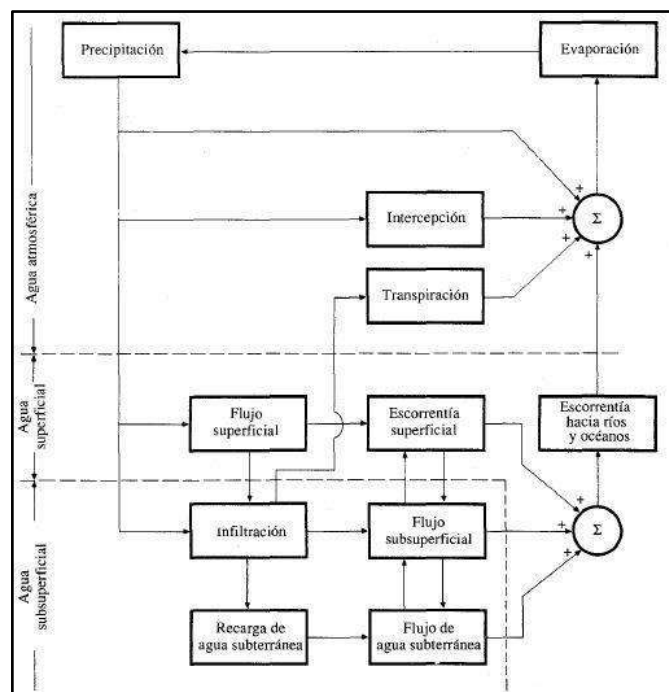 Precipitación
Evaporación
+
+
Intercepción
Σ
+
+
Transpiración
Agua atmosférica
Agua
superficial
Flujo
superficial
Escorrentía
superficial
Escorrentía
hacia ríos
y océanos
+
Infiltración
Flujo
subsuperficial
+
Σ
+
Agua
subsuperficial
Recarga de
agua subterránea
Flujo de
agua subterránea